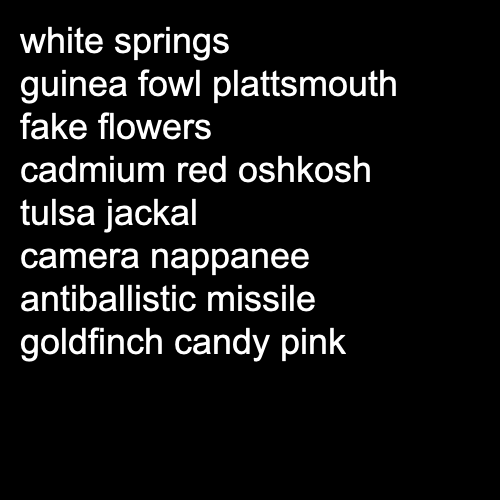 white springs
guinea fowl plattsmouth
fake flowers
cadmium red oshkosh
tulsa jackal
camera nappanee
antiballistic missile
goldfinch candy pink